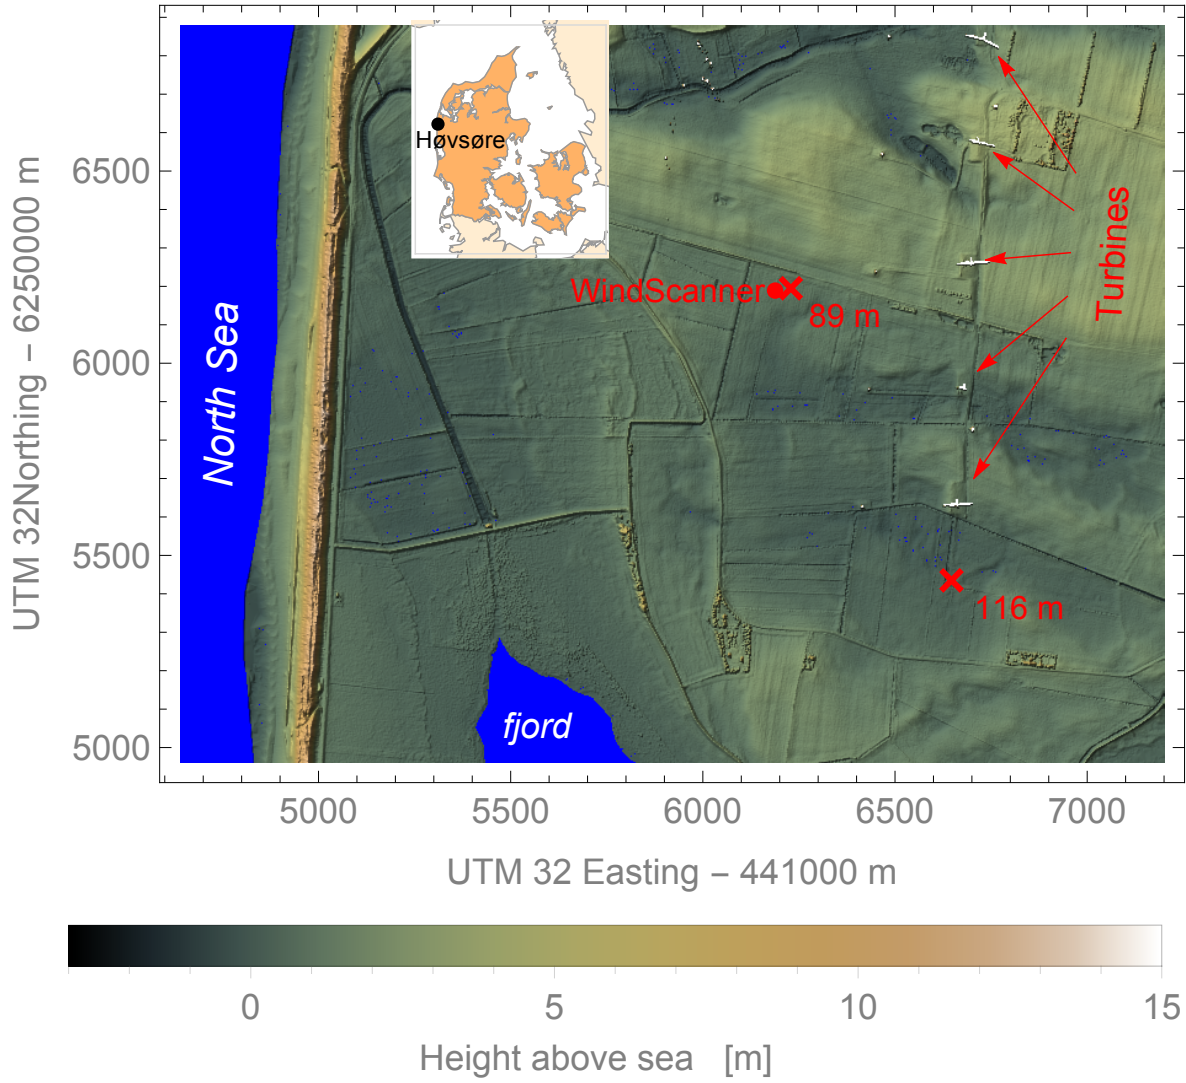 Høvsøre
6500
6000
5500
5000
UTM 32Northing – 6250000 m
North Sea
WindScanner
89 m
Turbines
116 m
fjord
5000
5500
6000
6500
7000
UTM 32 Easting – 441000 m
0
5
10
15
Height above sea [m]